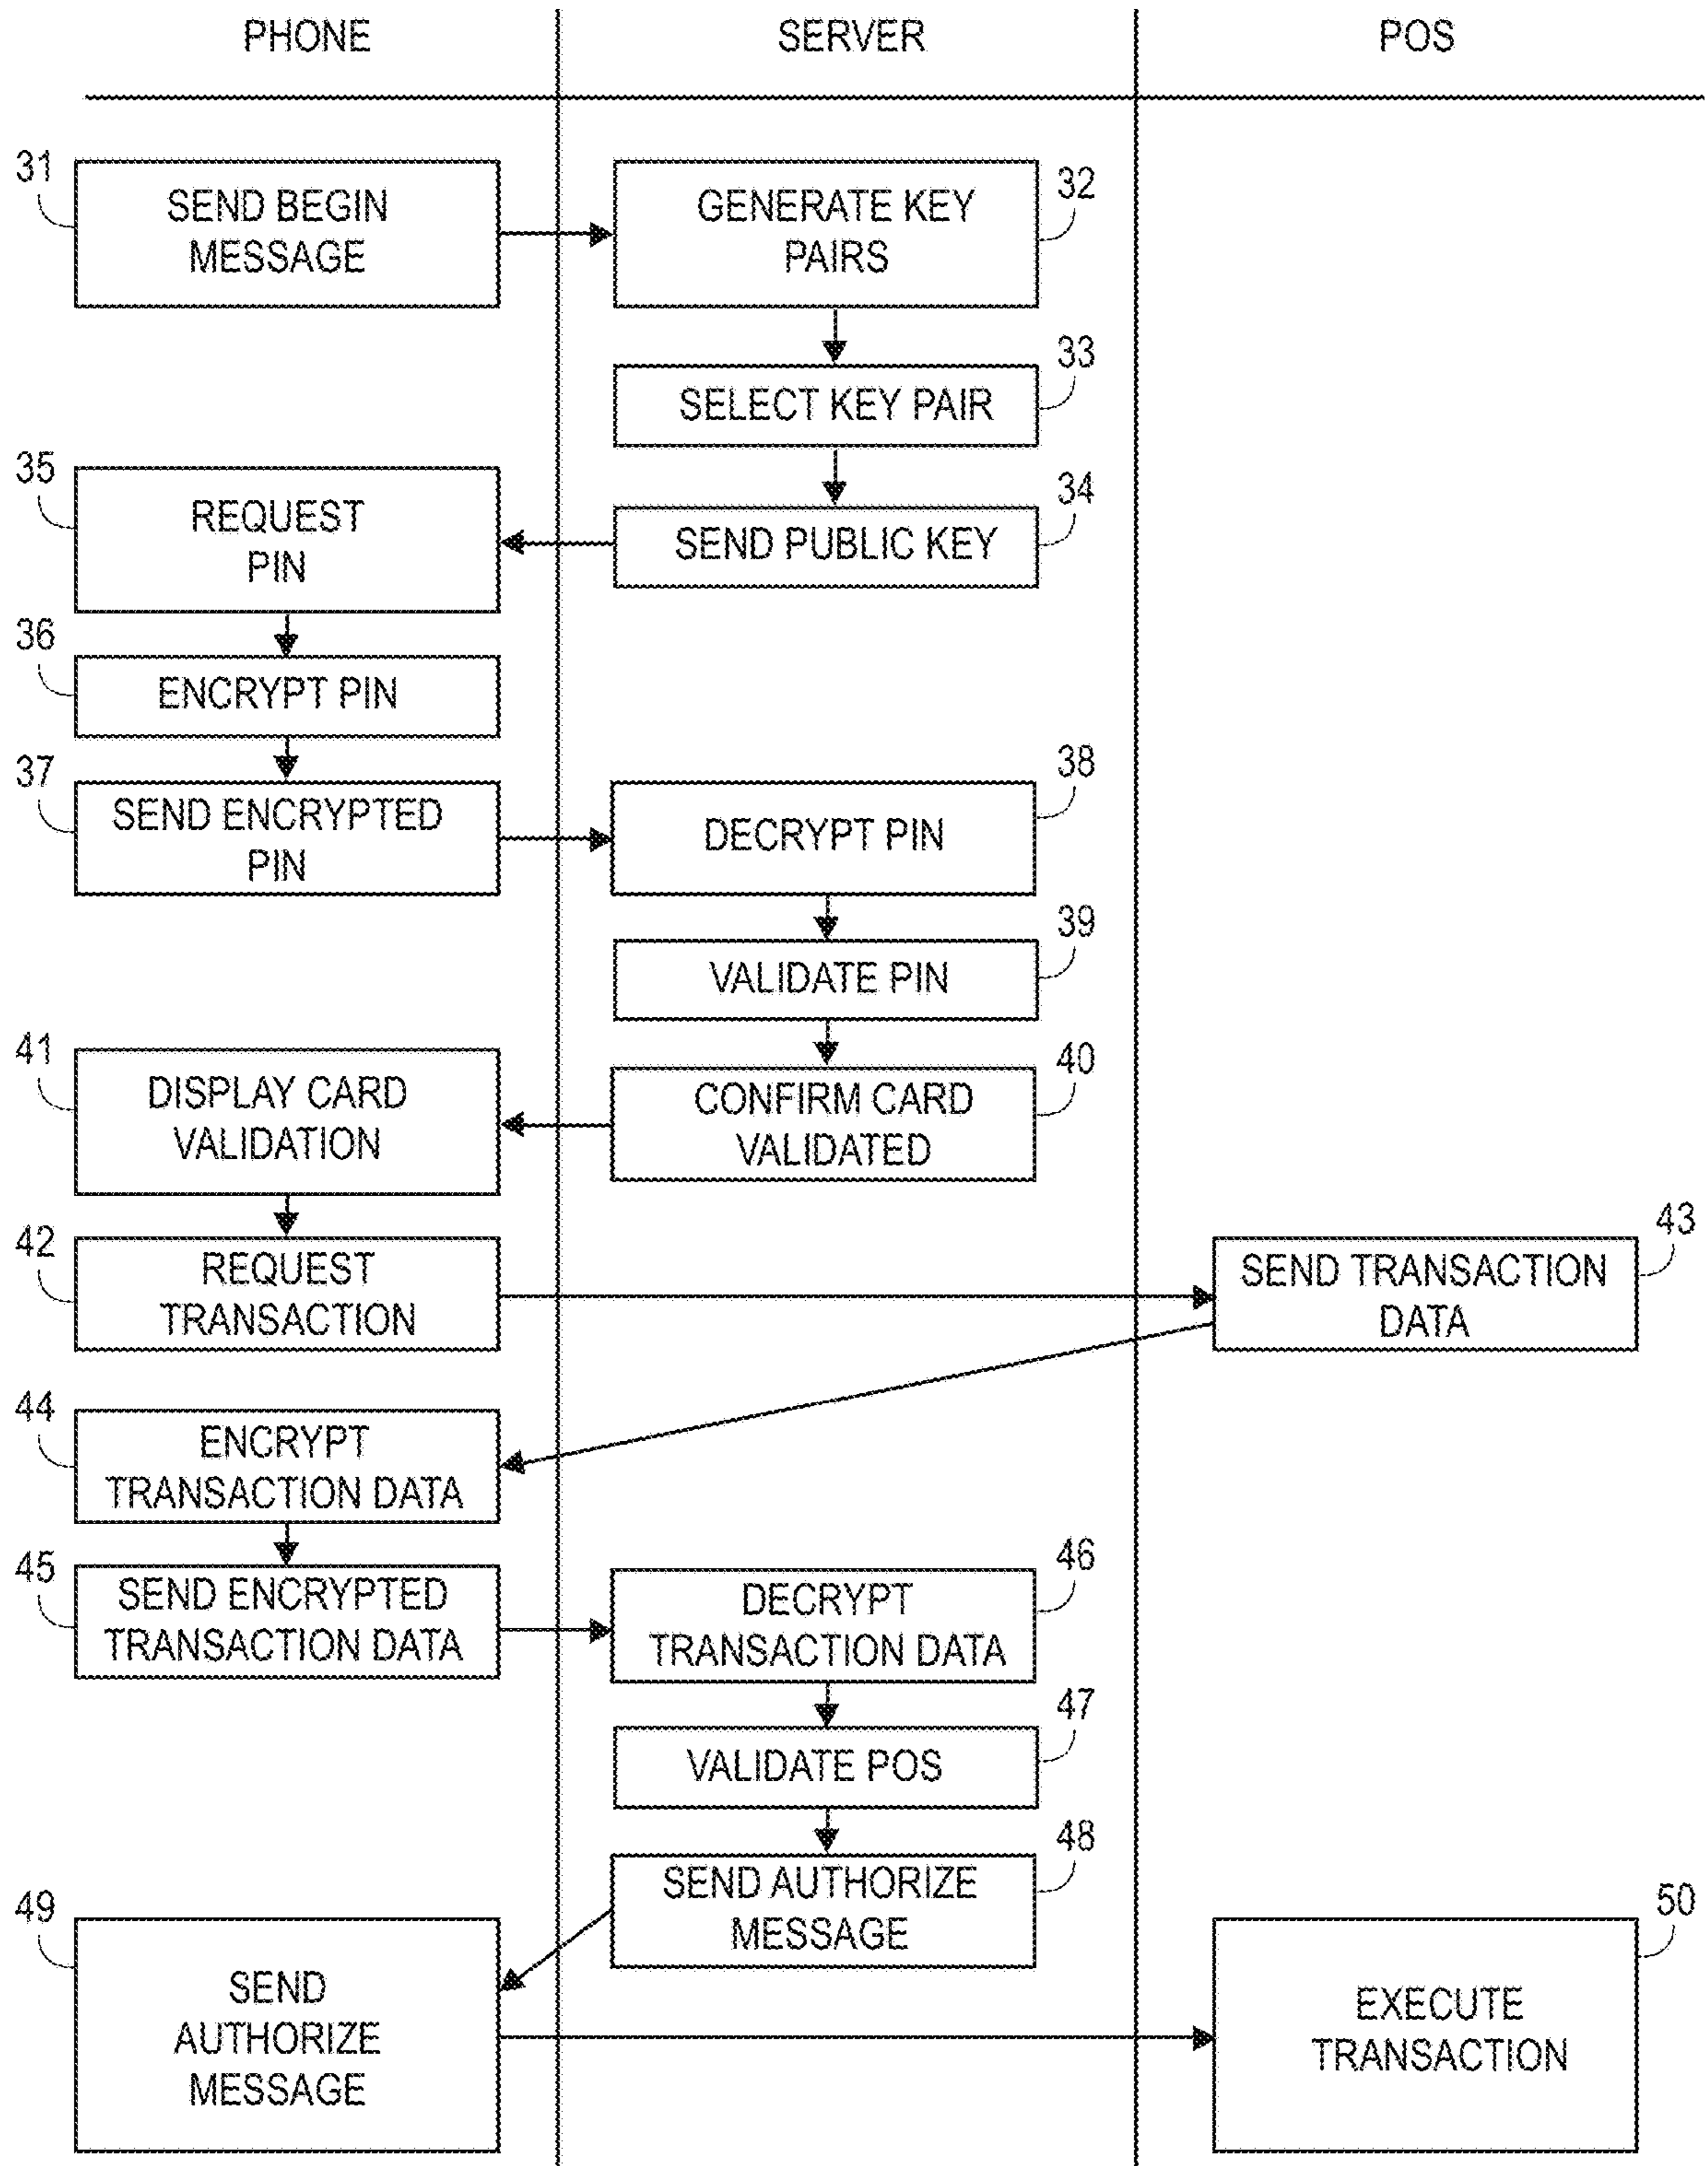 PHONE
SERVER
POS
31
SEND BEGIN
MESSAGE
32
GENERATE KEY
PAIRS
33
SELECT KEY PAIR
34
SEND PUBLIC KEY
35
REQUEST
PIN
36
ENCRYPT PIN
37
SEND ENCRYPTED
PIN
38
DECRYPT PIN
39
VALIDATE PIN
40
CONFIRM CARD
VALIDATED
41
DISPLAY CARD
VALIDATION
42
REQUEST
TRANSACTION
43
SEND TRANSACTION
DATA
44
ENCRYPT
TRANSACTION DATA
45
SEND ENCRYPTED
TRANSACTION DATA
46
DECRYPT
TRANSACTION DATA
47
VALIDATE POS
48
SEND AUTHORIZE
MESSAGE
49
SEND
AUTHORIZE
MESSAGE
50
EXECUTE
TRANSACTION